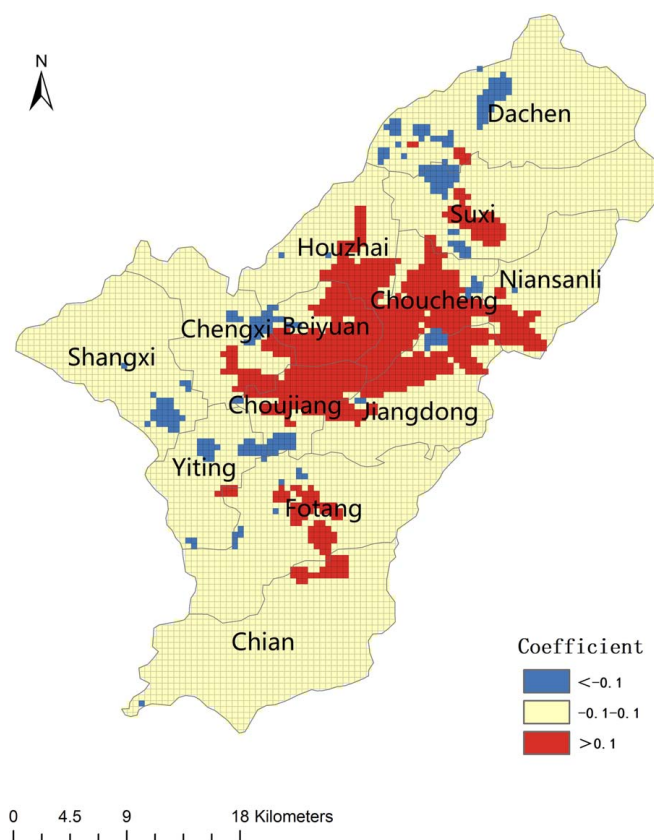 N
Dachen
Suxi
Houzhai
Niansanli
Choucheng
Chengxi
Beiyuan
Shangxi
Choujiang
Jiangdong
Yiting
Fotang
Chian
Coefficient
<-0.1
-0.1-0.1
>0.1
0 4.5 9 18 Kilometers